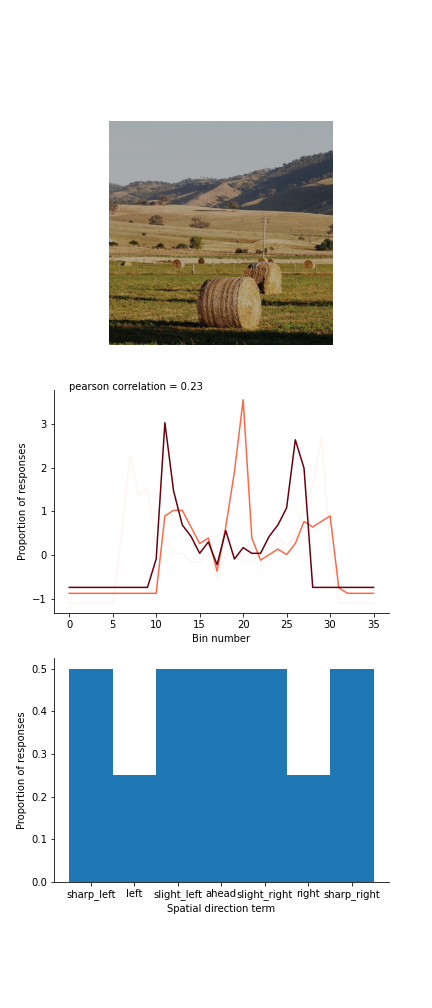 pearson correlation = 0.23
Proportion of responses
3
2
1
0
−1
0 5 10 15 20 25 30 35
Bin number
Proportion of responses
0.5
0.4
0.3
0.2
0.1
0.0
sharp_left left slight_left ahead slight_right right sharp_right
Spatial direction term